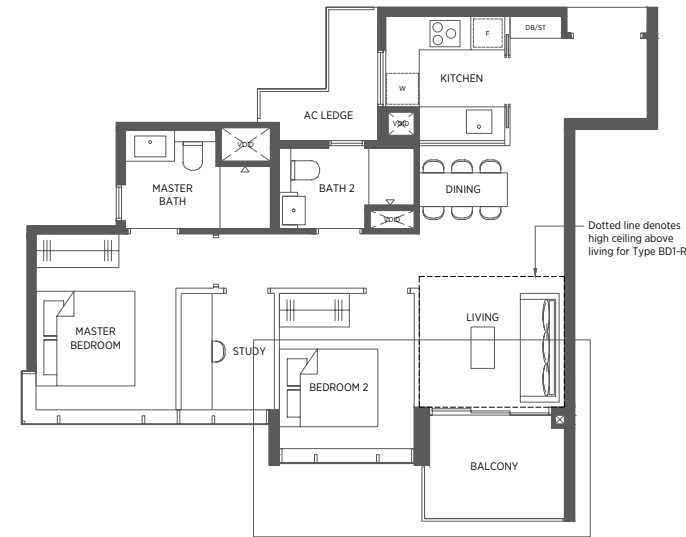 DB/ST
F
KITCHEN
W
AC LEDGE
VOID
VOID
MASTER
BATH
BATH 2
DINING
VOID
Dotted line denotes
high ceiling above
living for Type BD1-R
LIVING
MASTER
BEDROOM
STUDY
BEDROOM 2
BALCONY